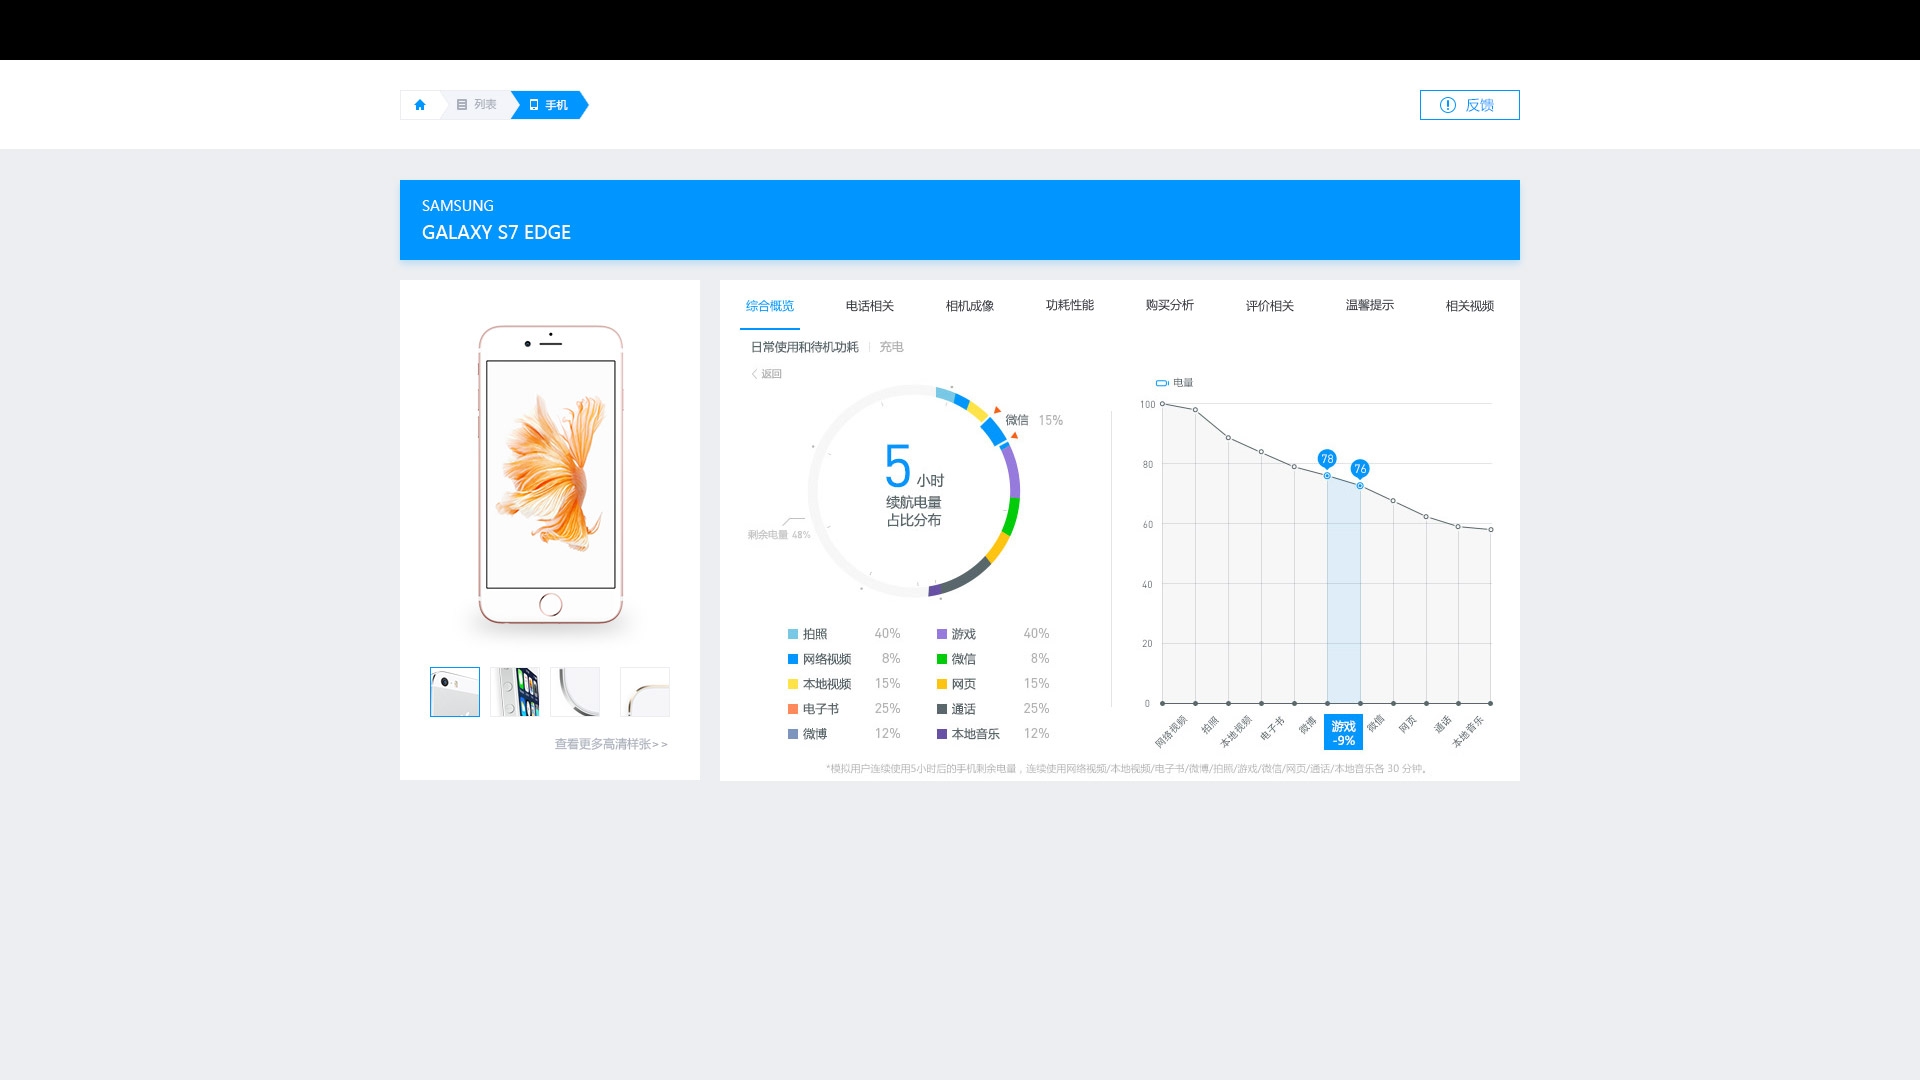 列表
手机
反馈
SAMSUNG
GALAXY S7 EDGE
综合概览 电话相关 相机成像 功耗性能 购买分析 评价相关 温馨提示 相关视频
日常使用和待机功耗 充电
返回
微信 15%
5 小时
续航电量
占比分布
剩余电量 48%
拍照 40% 游戏 40%
网络视频 8% 微信 8%
本地视频 15% 网页 15%
电子书 25% 通话 25%
微博 12% 本地音乐 12%
电量
100
80
60
40
20
0
78
76
网络视频 拍照 本地视频 电子书 微博 游戏 微信 网页 通话 本地音乐
-9%
*模拟用户连续使用5小时后的手机剩余电量，连续使用网络视频/本地视频/电子书/微博/拍照/游戏/微信/网页/通话/本地音乐各 30 分钟。
查看更多高清样张>>